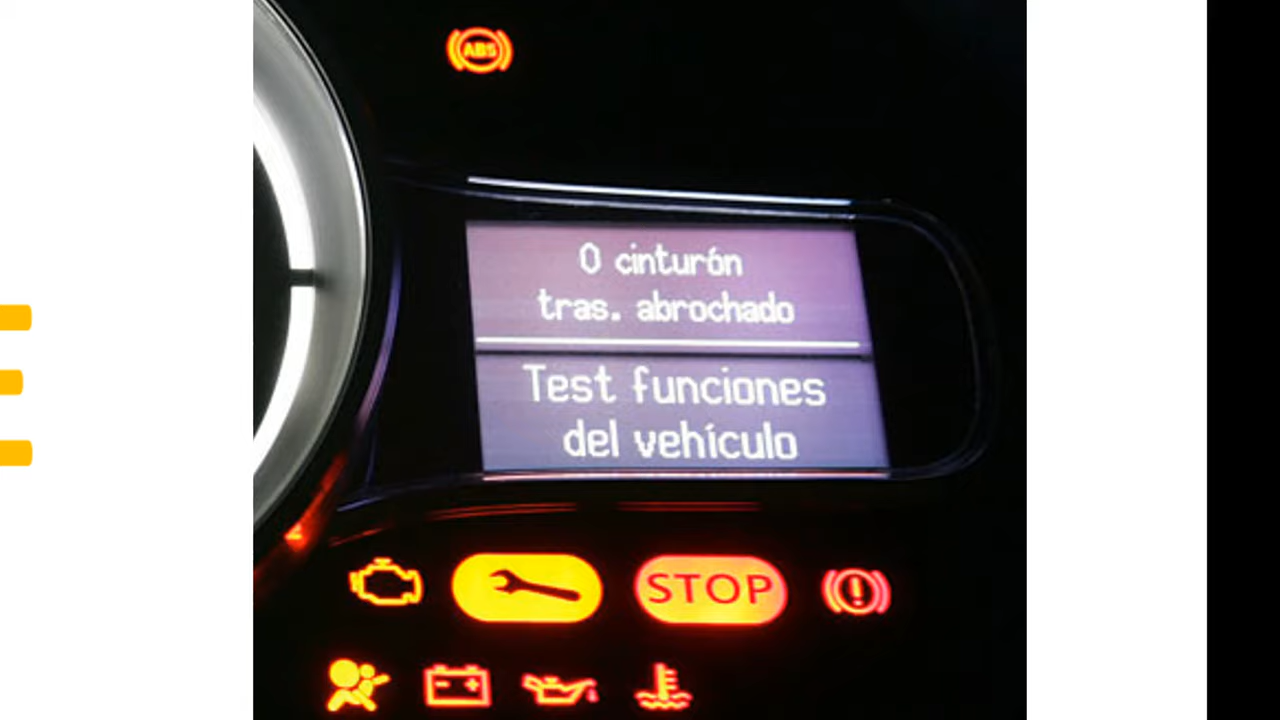 ABS
0 cinturón
tras. abrochado
Test funciones
del vehículo
STOP